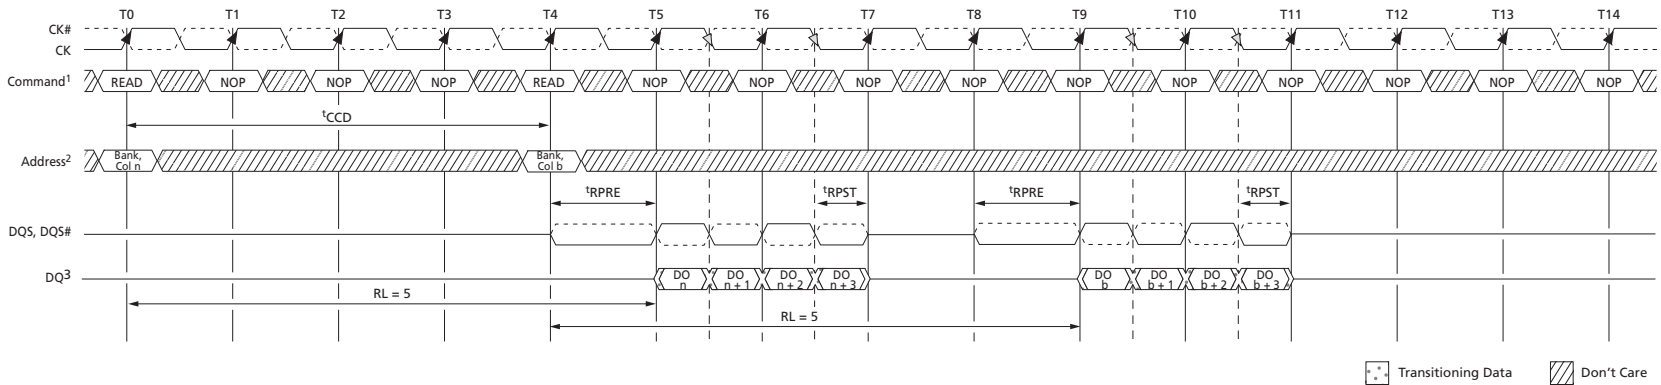 T0 T1 T2 T3 T4 T5 T6 T7 T8 T9 T10 T11 T12 T13 T14
CK#
CK
Command1 READ NOP NOP NOP READ NOP NOP NOP NOP NOP NOP NOP NOP NOP NOP
tCCD
Address2 Bank, Col n Bank, Col b
tRPRE tRPST tRPRE tRPST
DQS, DQS#
DQ3 DO n DO n + 1 DO n + 2 DO n + 3 DO b DO b + 1 DO b + 2 DO b + 3
RL = 5
RL = 5
Transitioning Data Don't Care